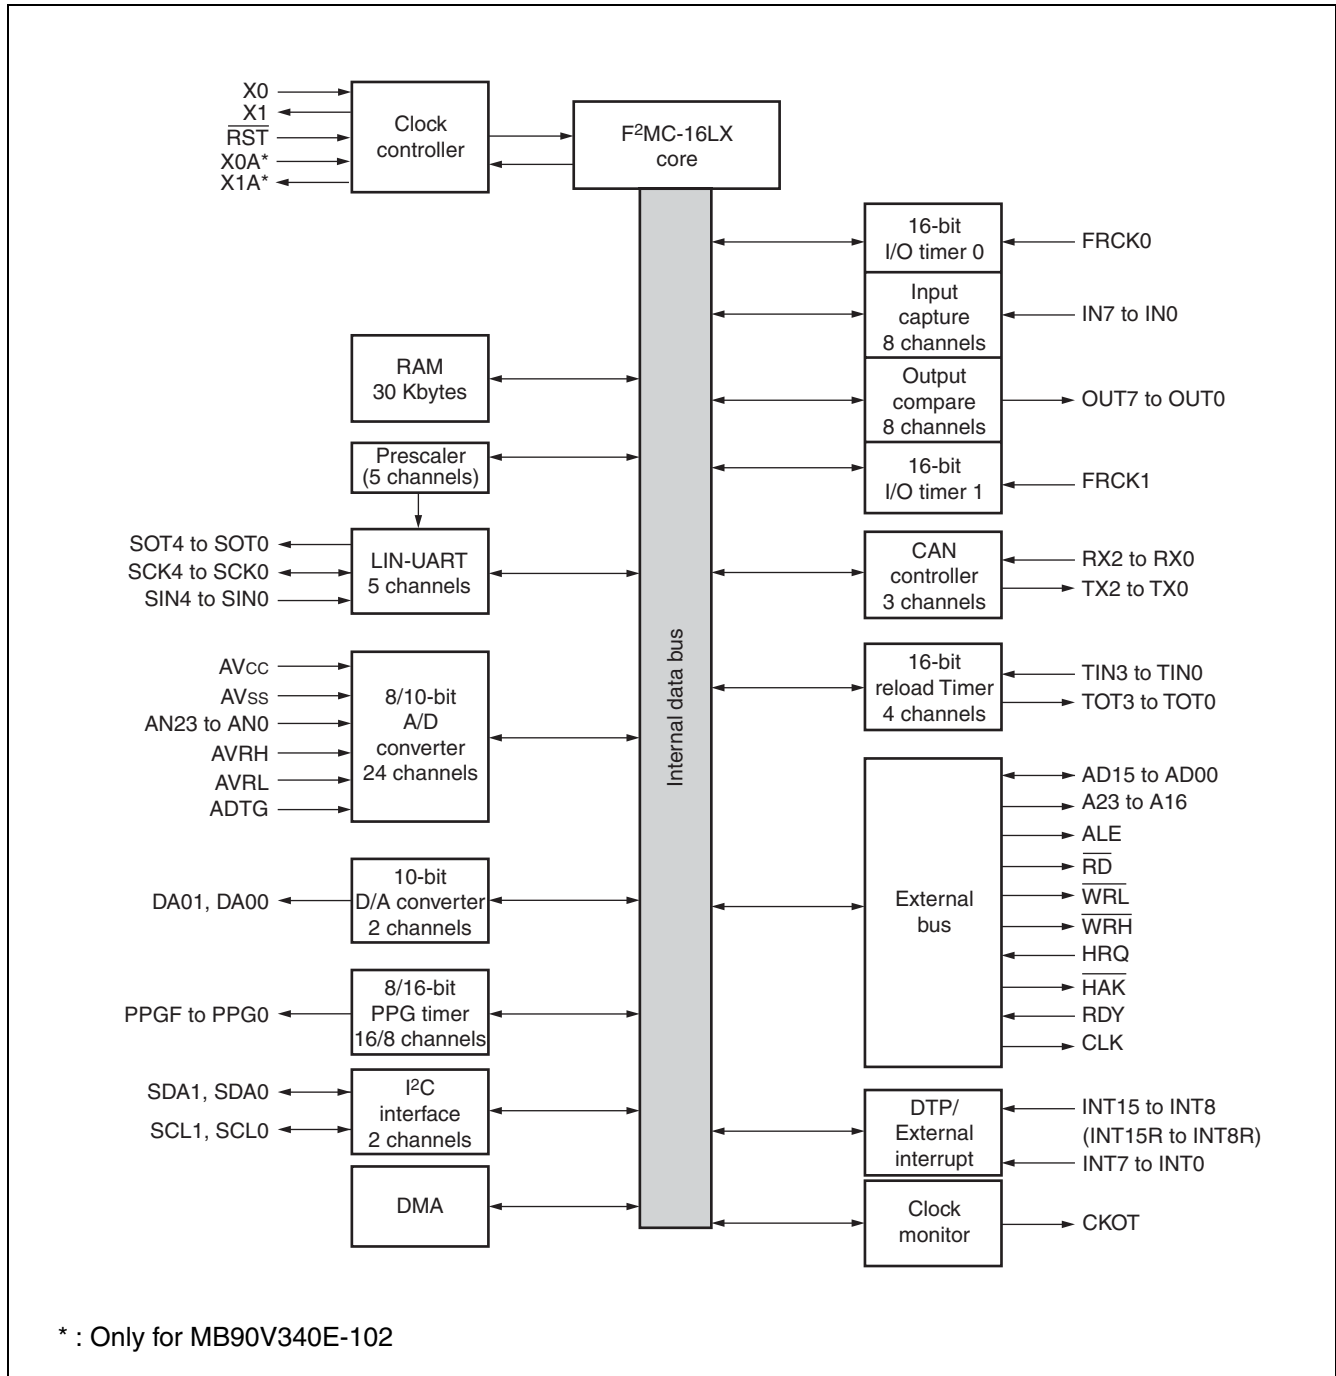 X0
X1
RST
X0A*
X1A*
Clock
controller
F2MC-16LX
core
RAM
30 Kbytes
Prescaler
(5 channels)
SOT4 to SOT0
SCK4 to SCK0
SIN4 to SIN0
LIN-UART
5 channels
AVCC
AVSS
AN23 to AN0
AVRH
AVRL
ADTG
8/10-bit
A/D
converter
24 channels
DA01, DA00
10-bit
D/A converter
2 channels
PPGF to PPG0
8/16-bit
PPG timer
16/8 channels
SDA1, SDA0
SCL1, SCL0
I2C
interface
2 channels
DMA
Internal data bus
16-bit
I/O timer 0
FRCK0
Input
capture
8 channels
IN7 to IN0
Output
compare
8 channels
OUT7 to OUT0
16-bit
I/O timer 1
FRCK1
CAN
controller
3 channels
RX2 to RX0
TX2 to TX0
16-bit
reload Timer
4 channels
TIN3 to TIN0
TOT3 to TOT0
External
bus
AD15 to AD00
A23 to A16
ALE
RD
WRL
WRH
HRQ
HAK
RDY
CLK
DTP/
External
interrupt
INT15 to INT8
(INT15R to INT8R)
INT7 to INT0
Clock
monitor
CKOT
* : Only for MB90V340E-102